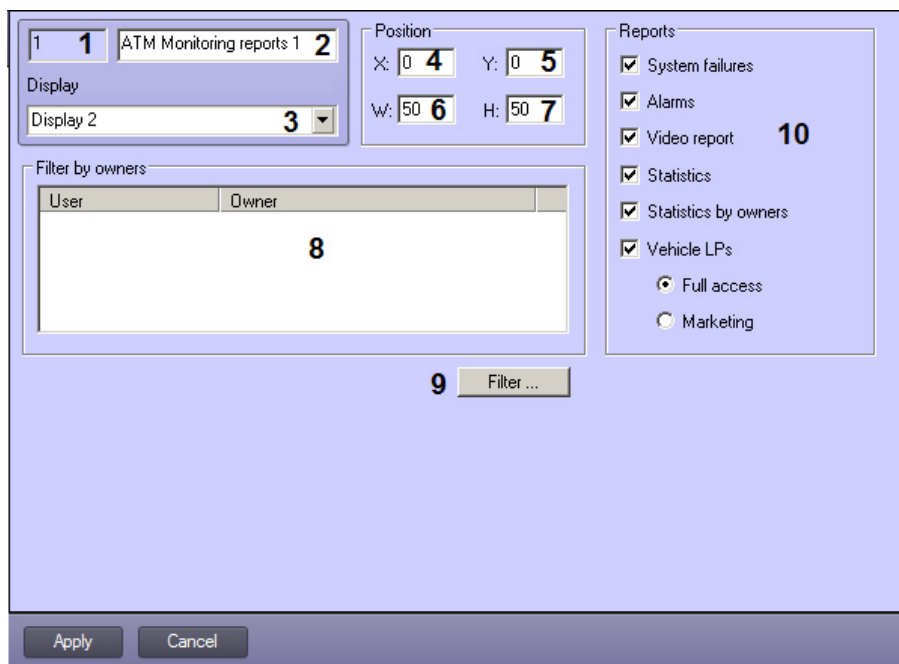 1 1 ATM Monitoring reports 1 2
Display
Display 2 3
Position
X: 0 4 Y: 0 5
W: 50 6 H: 50 7
Reports
System failures
Alarms
Video report 10
Statistics
Statistics by owners
Vehicle LPs
Full access
Marketing
Filter by owners
User Owner
8
9 Filter ...
Apply Cancel